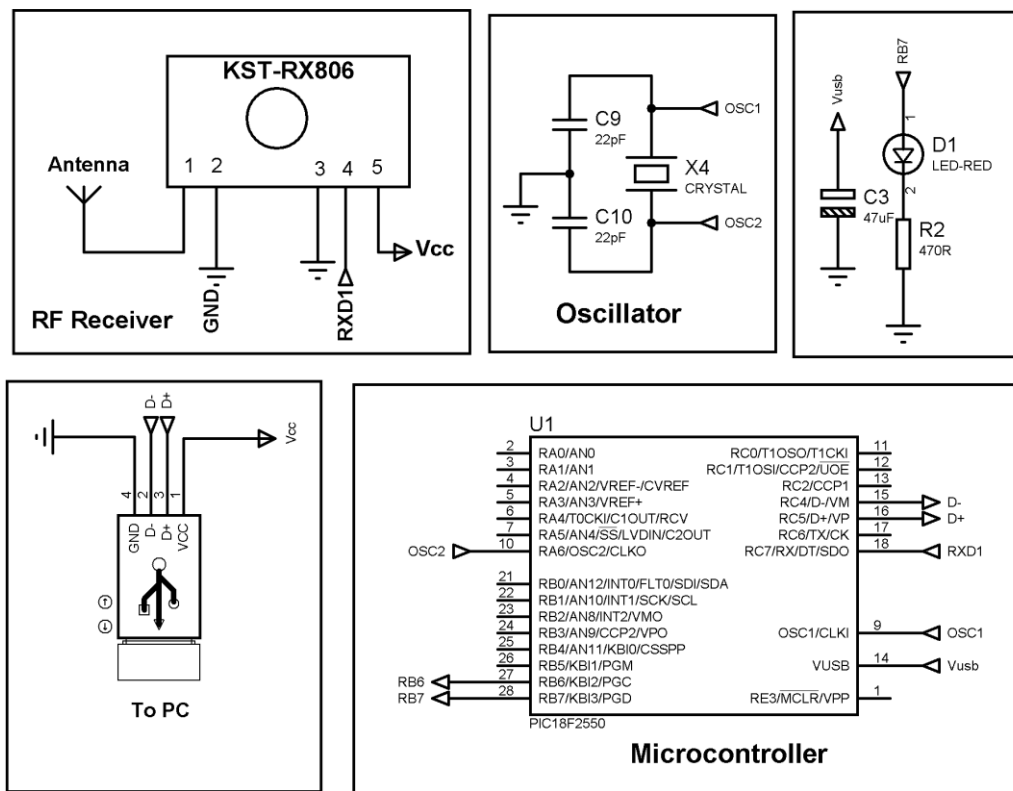 KST-RX806
Antenna
1 2 3 4 5
Vcc
GND
RXD1
RF Receiver
C9
22pF
OSC1
X4
CRYSTAL
C10
22pF
OSC2
Oscillator
RB7
Vusb
1
D1
LED-RED
2
C3
47uF
R2
470R
D-
D+
Vcc
4 2 3 1
GND
D-
D+
VCC
To PC
U1
2 RA0/AN0
3 RA1/AN1
4 RA2/AN2/VREF-/CVREF
5 RA3/AN3/VREF+
6 RA4/T0CKI/C1OUT/RCV
7 RA5/AN4/SS/LVDIN/C2OUT
OSC2 10 RA6/OSC2/CLKO
21 RB0/AN12/INT0/FLT0/SDI/SDA
22 RB1/AN10/INT1/SCK/SCL
23 RB2/AN8/INT2/VMO
24 RB3/AN9/CCP2/VPO
25 RB4/AN11/KBI0/CSSPP
26 RB5/KBI1/PGM
RB6 27 RB6/KBI2/PGC
RB7 28 RB7/KBI3/PGD
RC0/T1OSO/T1CKI 11
RC1/T1OSI/CCP2/UOE 12
RC2/CCP1 13
RC4/D-/VM 15 D-
RC5/D+/VP 16 D+
RC6/TX/CK 17
RC7/RX/DT/SDO 18 RXD1
OSC1/CLKI 9 OSC1
VUSB 14 Vusb
RE3/MCLR/VPP 1
PIC18F2550
Microcontroller